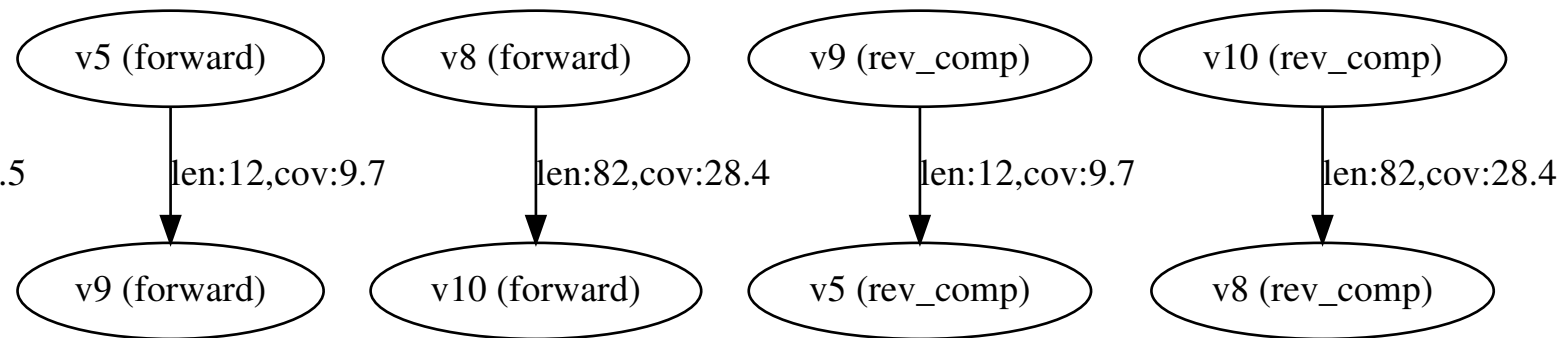 v5 (forward) v8 (forward) v9 (rev_comp) v10 (rev_comp)
.5 len:12,cov:9.7 len:82,cov:28.4 len:12,cov:9.7 len:82,cov:28.4
v9 (forward) v10 (forward) v5 (rev_comp) v8 (rev_comp)